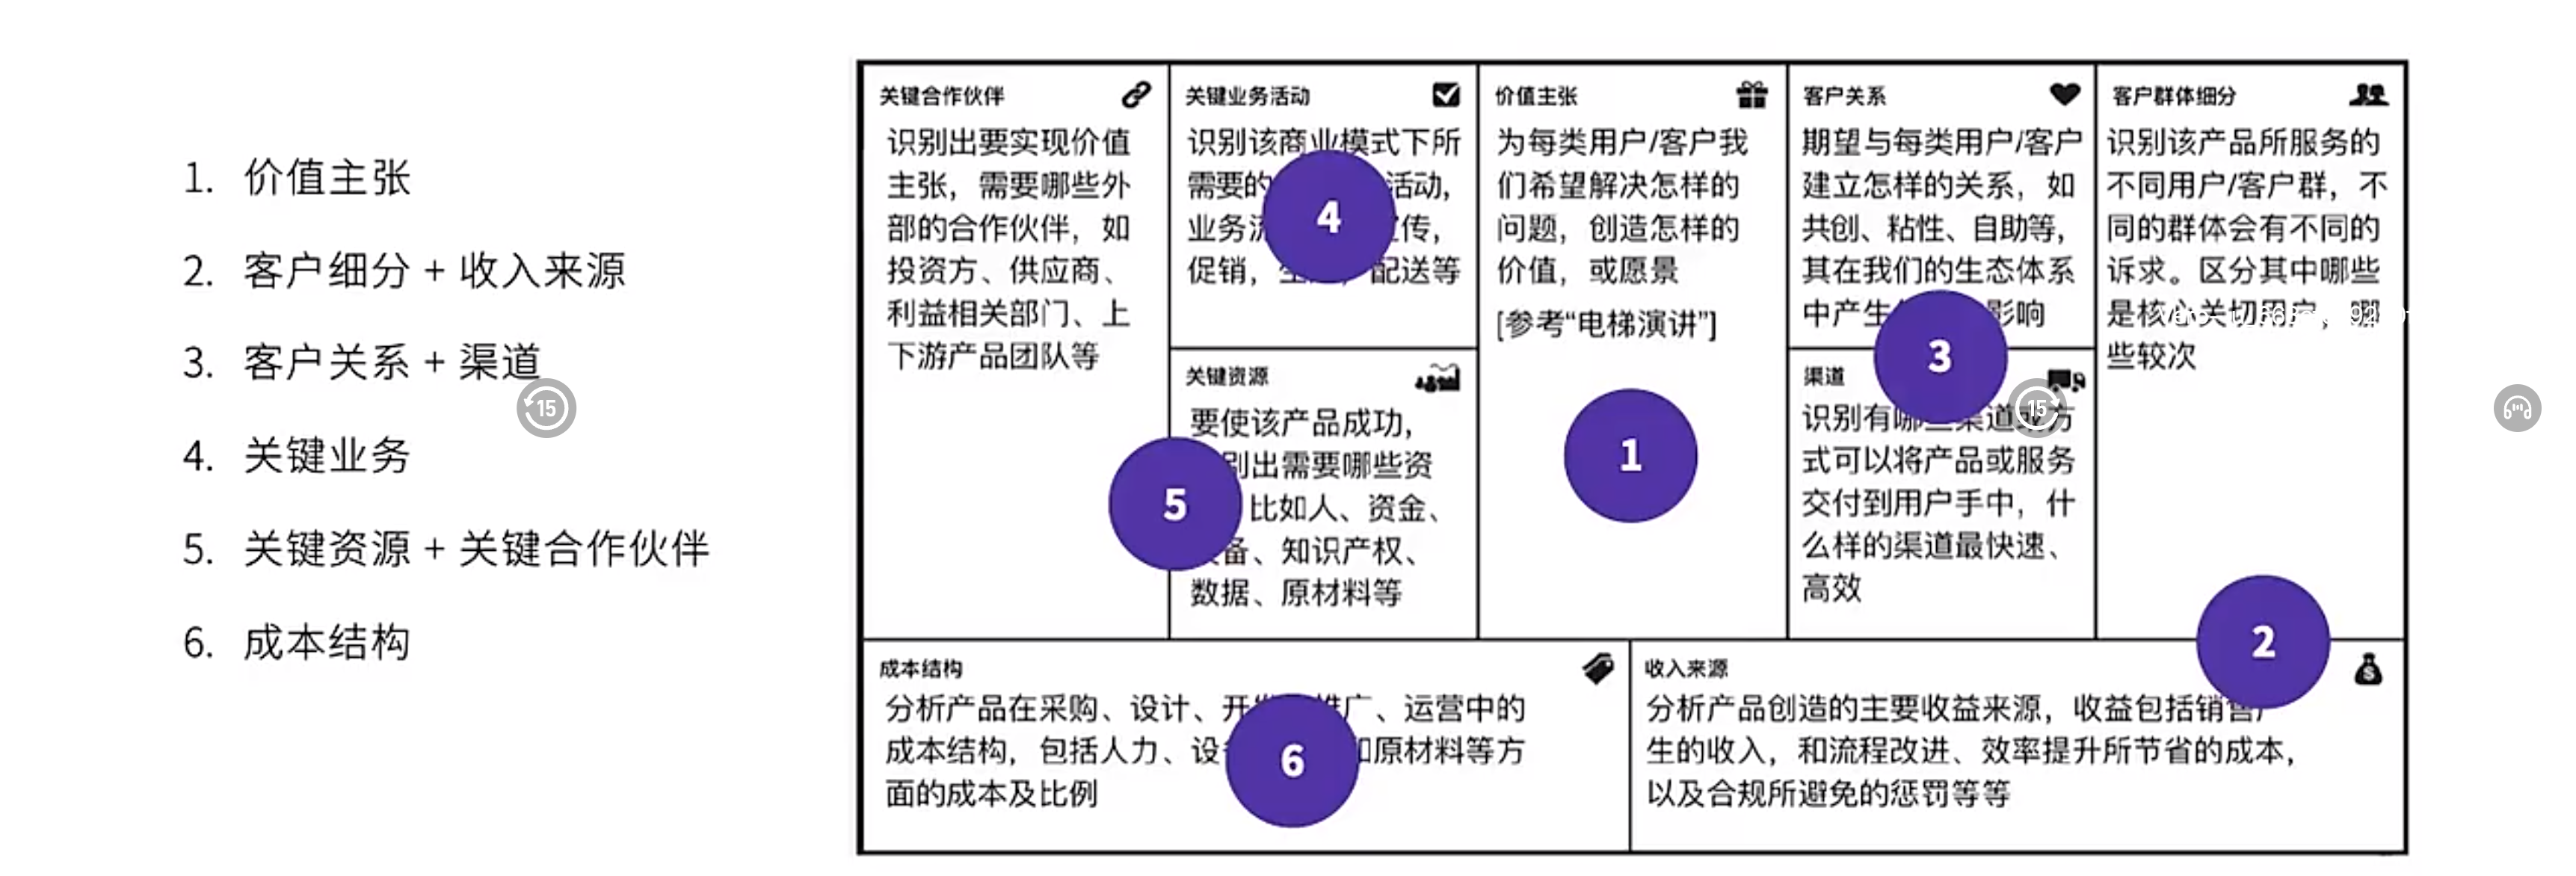 1. 价值主张
2. 客户细分 + 收入来源
3. 客户关系 + 渠道
4. 关键业务
5. 关键资源 + 关键合作伙伴
6. 成本结构
15
关键合作伙伴
识别出要实现价值
主张，需要哪些外
部的合作伙伴，如
投资方、供应商、
利益相关部门、上
下游产品团队等
关键业务活动
识别该商业模式下所
需要的 活动，
业务 传，
促销， 配送等
4
关键资源
要使该产品成功，
别出需要哪些资
比如人、资金、
备、知识产权、
数据、原材料等
5
价值主张
为每类用户/客户我
们希望解决怎样的
问题，创造怎样的
价值，或愿景
[参考“电梯演讲”]
1
客户关系
期望与每类用户/客户
建立怎样的关系，如
共创、粘性、自助等，
其在我们的生态体系
中产生 影响
3
渠道
15
识别有哪 渠道或方
式可以将产品或服务
交付到用户手中，什
么样的渠道最快速、
高效
客户群体细分
识别该产品所服务的
不同用户/客户群，不
同的群体会有不同的
诉求。区分其中哪些
是核心关切 哪
些较次
2
成本结构
分析产品在采购、设计、开 推广、运营中的
成本结构，包括人力、设 和原材料等方
面的成本及比例
6
收入来源
分析产品创造的主要收益来源，收益包括销售产
生的收入，和流程改进、效率提升所节省的成本，
以及合规所避免的惩罚等等